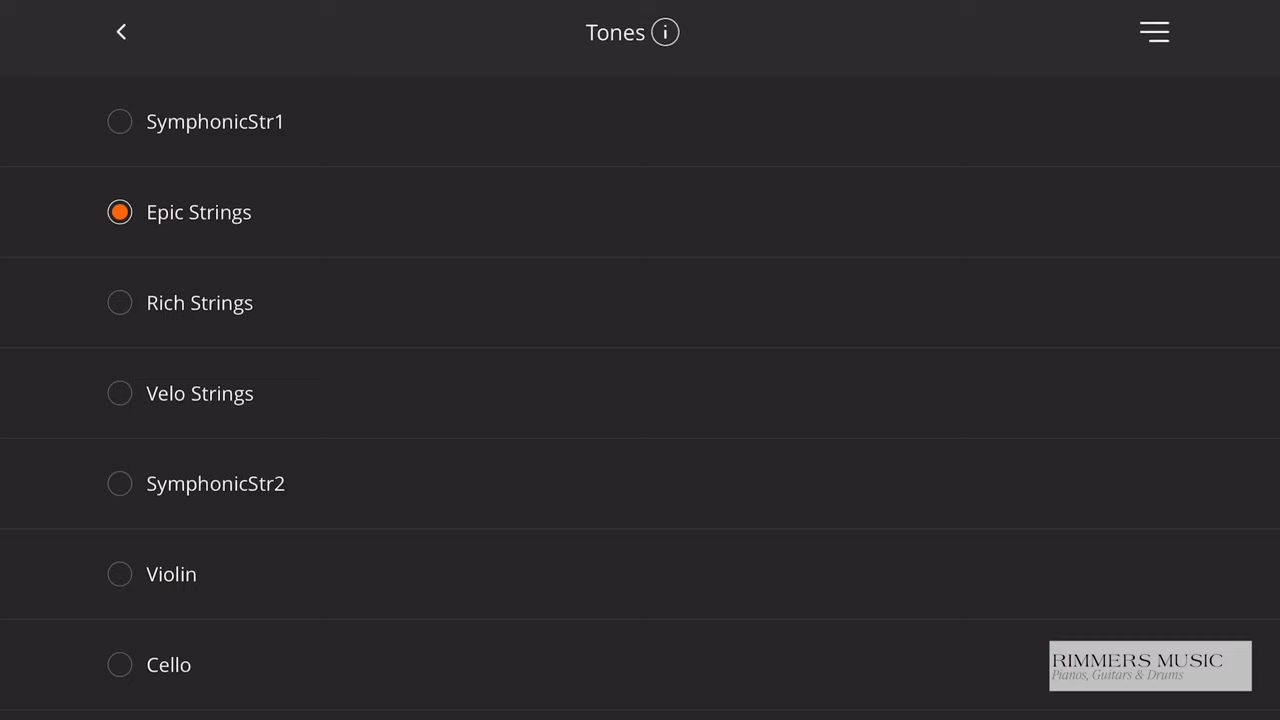 Tones
SymphonicStr1
Epic Strings
Rich Strings
Velo Strings
SymphonicStr2
Violin
Cello
RIMMERS MUSIC
Pianos, Guitars & Drums